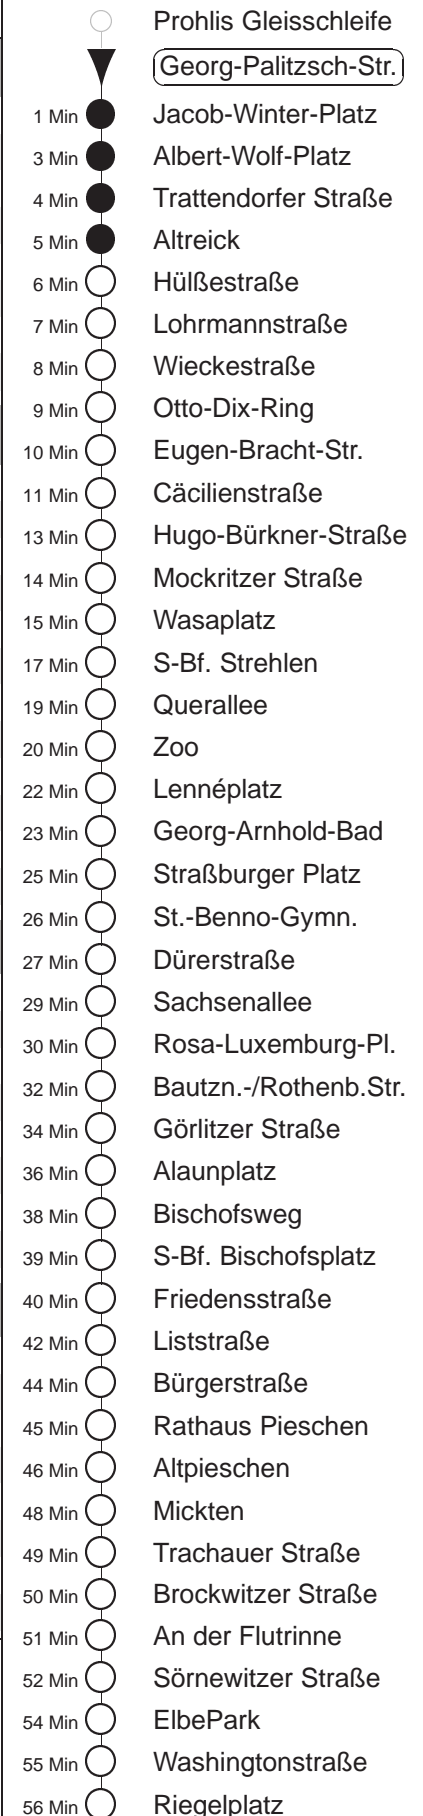 Prohlis Gleisschleife
Georg-Palitzsch-Str.
1 Min Jacob-Winter-Platz
3 Min Albert-Wolf-Platz
4 Min Trattendorfer Straße
5 Min Altreick
6 Min Hülßestraße
7 Min Lohrmannstraße
8 Min Wieckestraße
9 Min Otto-Dix-Ring
10 Min Eugen-Bracht-Str.
11 Min Cäcilienstraße
13 Min Hugo-Bürkner-Straße
14 Min Mockritzer Straße
15 Min Wasaplatz
17 Min S-Bf. Strehlen
19 Min Querallee
20 Min Zoo
22 Min Lennéplatz
23 Min Georg-Arnhold-Bad
25 Min Straßburger Platz
26 Min St.-Benno-Gymn.
27 Min Dürerstraße
29 Min Sachsenallee
30 Min Rosa-Luxemburg-Pl.
32 Min Bautzn.-/Rothenb.Str.
34 Min Görlitzer Straße
36 Min Alaunplatz
38 Min Bischofsweg
39 Min S-Bf. Bischofsplatz
40 Min Friedensstraße
42 Min Liststraße
44 Min Bürgerstraße
45 Min Rathaus Pieschen
46 Min Altpieschen
48 Min Mickten
49 Min Trachauer Straße
50 Min Brockwitzer Straße
51 Min An der Flutrinne
52 Min Sörnewitzer Straße
54 Min ElbePark
55 Min Washingtonstraße
56 Min Riegelplatz